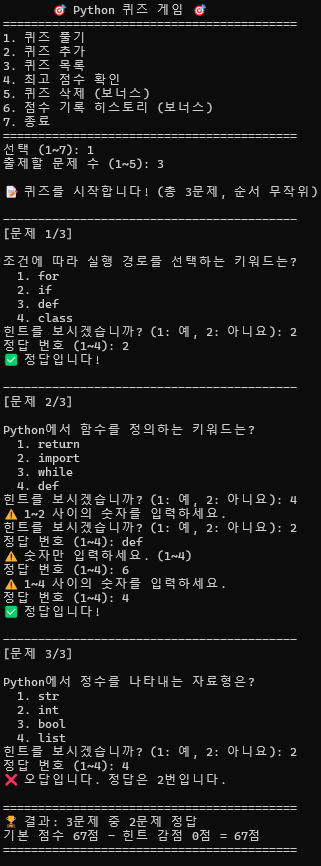 🎯 Python 퀴즈 게임 🎯
========================================
1. 퀴즈 풀기
2. 퀴즈 추가
3. 퀴즈 목록
4. 최고 점수 확인
5. 퀴즈 삭제 (보너스)
6. 점수 기록 히스토리 (보너스)
7. 종료
========================================
선택 (1~7): 1
출제할 문제 수 (1~5): 3
📝 퀴즈를 시작합니다! (총 3문제, 순서 무작위)
----------------------------------------
[문제 1/3]
조건에 따라 실행 경로를 선택하는 키워드는?
1. for
2. if
3. def
4. class
힌트를 보시겠습니까? (1: 예, 2: 아니요): 2
정답 번호 (1~4): 2
✅ 정답입니다!
----------------------------------------
[문제 2/3]
Python에서 함수를 정의하는 키워드는?
1. return
2. import
3. while
4. def
힌트를 보시겠습니까? (1: 예, 2: 아니요): 4
⚠️ 1~2 사이의 숫자를 입력하세요.
힌트를 보시겠습니까? (1: 예, 2: 아니요): 2
정답 번호 (1~4): def
⚠️ 숫자만 입력하세요. (1~4)
정답 번호 (1~4): 6
⚠️ 1~4 사이의 숫자를 입력하세요.
정답 번호 (1~4): 4
✅ 정답입니다!
----------------------------------------
[문제 3/3]
Python에서 정수를 나타내는 자료형은?
1. str
2. int
3. bool
4. list
힌트를 보시겠습니까? (1: 예, 2: 아니요): 2
정답 번호 (1~4): 4
❌ 오답입니다. 정답은 2번입니다.
========================================
🏆 결과: 3문제 중 2문제 정답
기본 점수 67점 - 힌트 감점 0점 = 67점
========================================